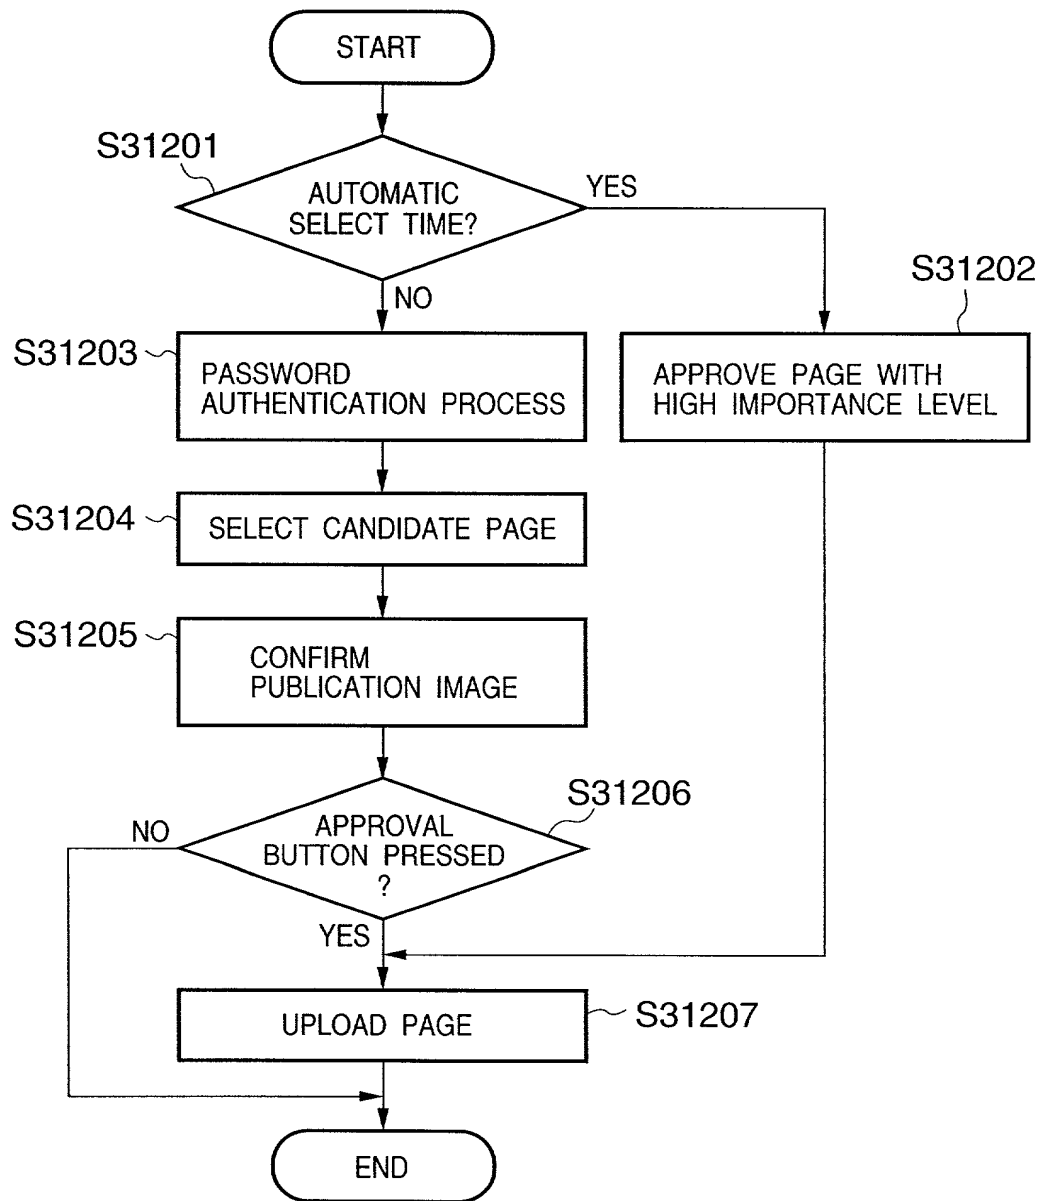 START
S31201
AUTOMATIC
SELECT TIME?
YES
NO
S31202
S31203
PASSWORD
AUTHENTICATION PROCESS
APPROVE PAGE WITH
HIGH IMPORTANCE LEVEL
S31204
SELECT CANDIDATE PAGE
S31205
CONFIRM
PUBLICATION IMAGE
S31206
NO
APPROVAL
BUTTON PRESSED
?
YES
UPLOAD PAGE
S31207
END